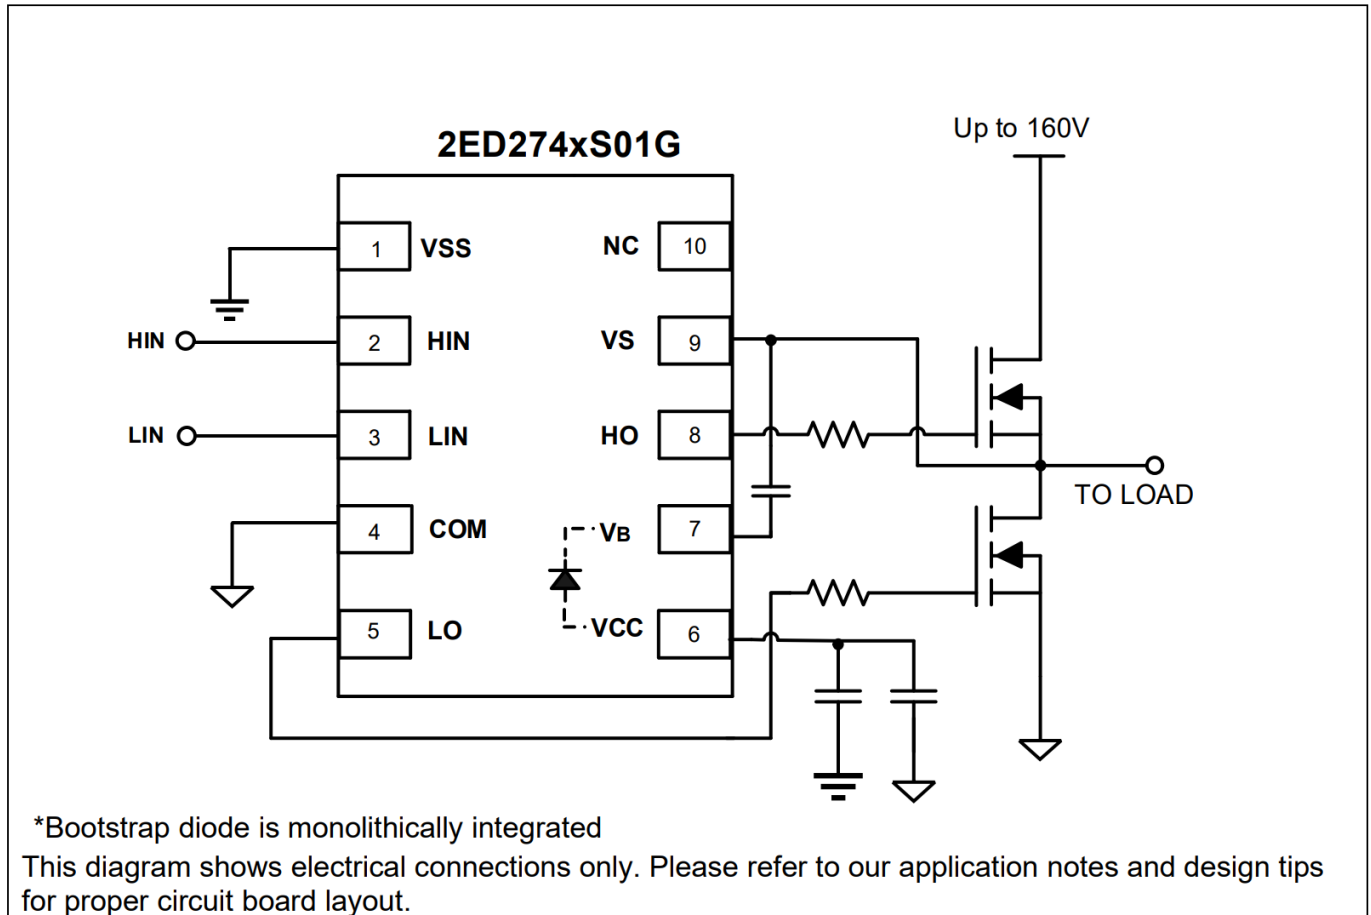 2ED274xS01G
Up to 160V
1 VSS
NC 10
HIN
2 HIN
VS 9
LIN
3 LIN
HO 8
TO LOAD
4 COM
VB 7
5 LO
VCC 6
*Bootstrap diode is monolithically integrated
This diagram shows electrical connections only. Please refer to our application notes and design tips
for proper circuit board layout.